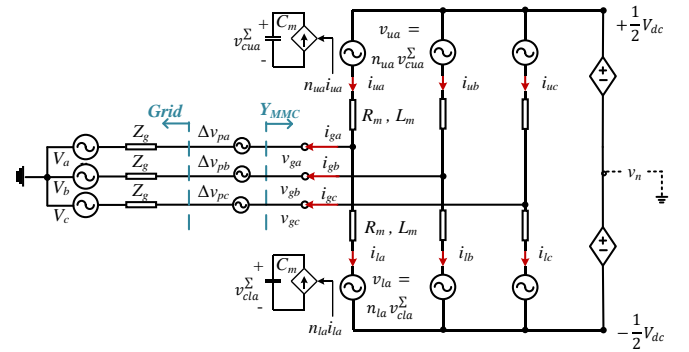 + C_m
v_{cua}^Σ
-
n_{ua}i_{ua}
v_{ua} =
n_{ua} v_{cua}^Σ
+ \frac{1}{2} V_{dc}
i_{ua} i_{ub} i_{uc}
R_m , L_m
Grid Y_{MMC}
Z_g Δv_{pa} i_{ga}
V_a v_{ga}
Z_g Δv_{pb} i_{gb}
V_b v_{gb}
Z_g Δv_{pc} i_{gc}
V_c v_{gc}
v_n
R_m , L_m
i_{la} i_{lb} i_{lc}
+ C_m
v_{cla}^Σ
-
n_{la}i_{la}
v_{la} =
n_{la} v_{cla}^Σ
- \frac{1}{2} V_{dc}